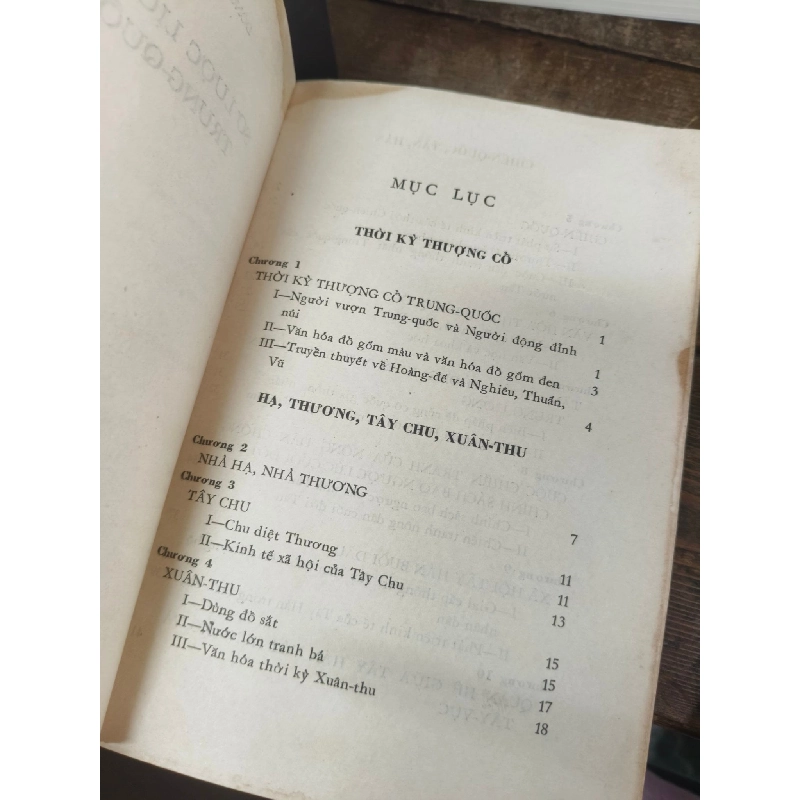 MỤC LỤC
THỜI KỲ THƯỢNG CỔ
Chương 1
THỜI KỲ THƯỢNG CỔ TRUNG-QUỐC 1
I—Người vượn Trung-quốc và Người động đỉnh
núi 1
II—Văn hóa đồ gốm màu và văn hóa đồ gốm đen 3
III—Truyền thuyết về Hoàng-đế và Nghiêu, Thuấn,
Vũ 4
HẠ, THƯƠNG, TÂY CHU, XUÂN-THU
Chương 2
NHÀ HẠ, NHÀ THƯƠNG 7
Chương 3
TÂY CHU 11
I—Chu diệt Thương 11
II—Kinh tế xã hội của Tây Chu 13
Chương 4
XUÂN-THU 15
I—Dùng đồ sắt 15
II—Nước lớn tranh bá 17
III—Văn hóa thời kỳ Xuân-thu 18